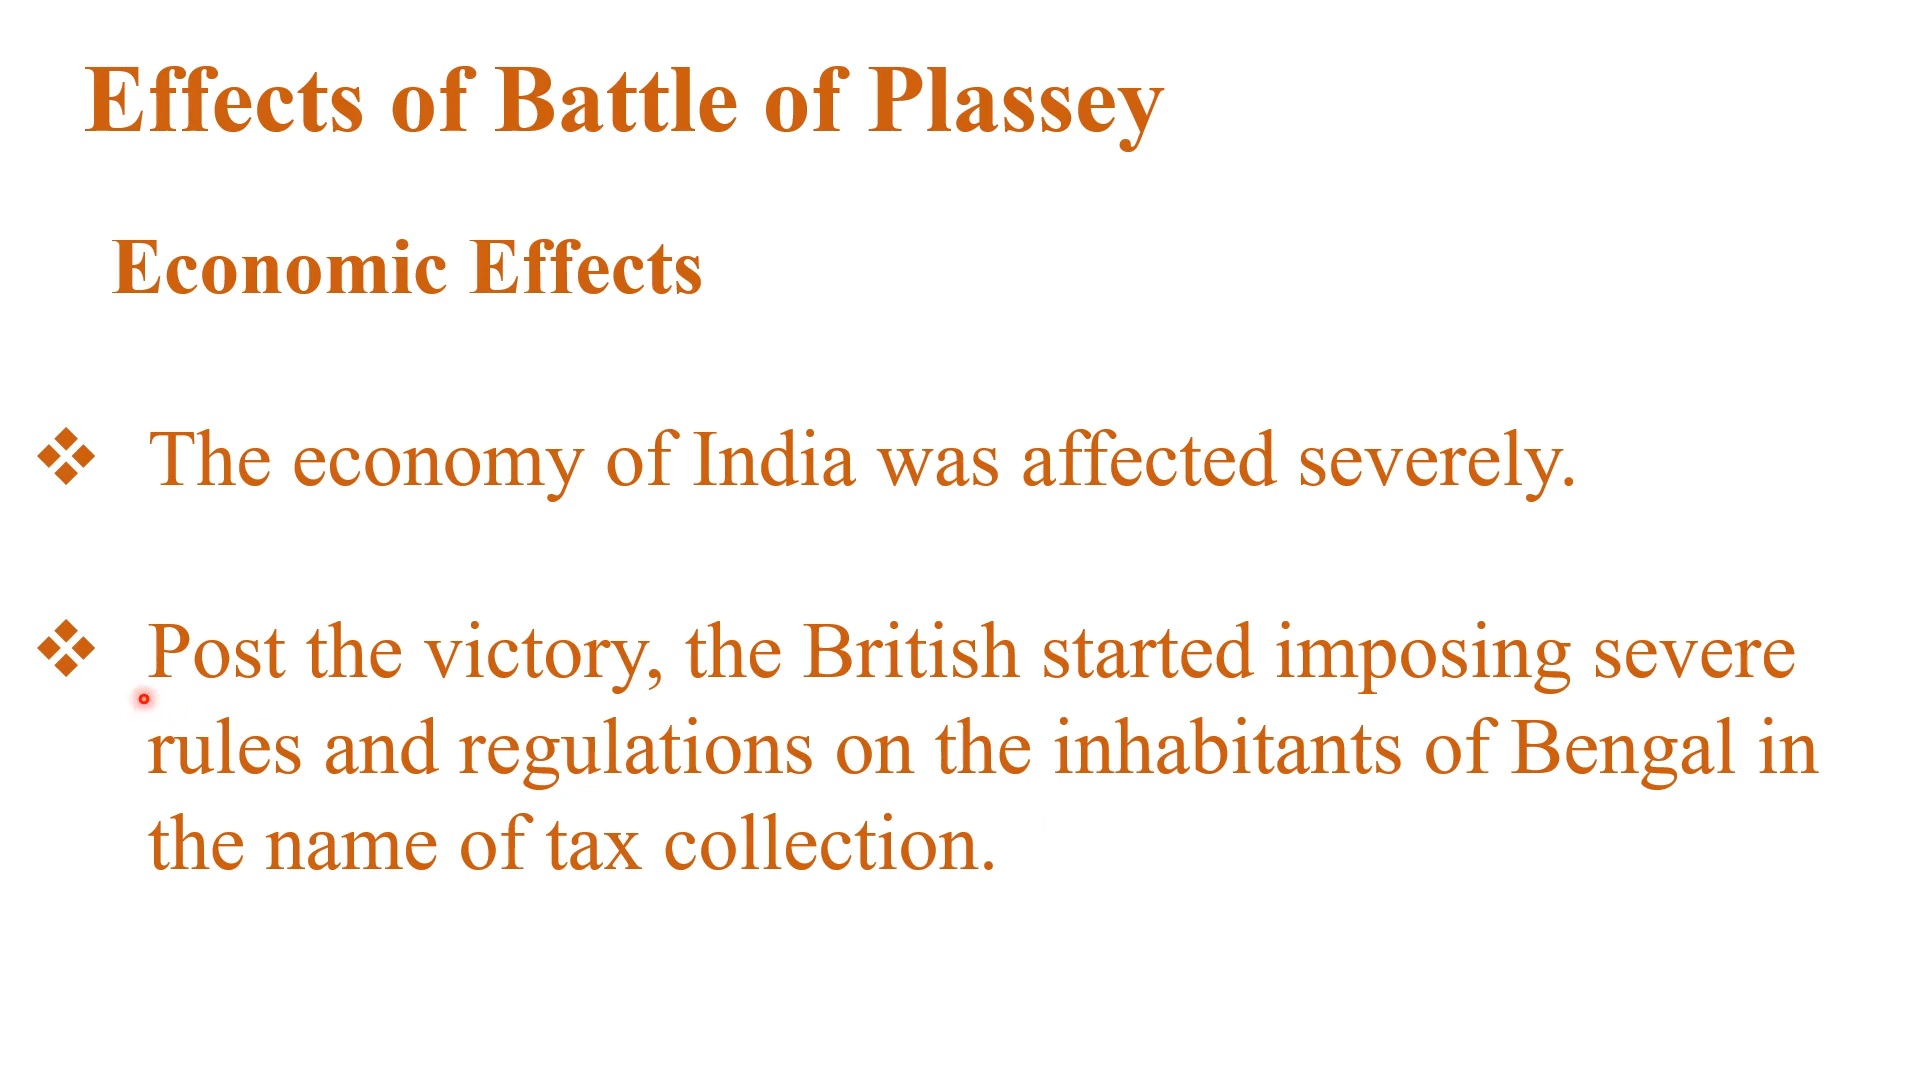 Effects of Battle of Plassey
Economic Effects
❖ The economy of India was affected severely.
❖ Post the victory, the British started imposing severe
rules and regulations on the inhabitants of Bengal in
the name of tax collection.